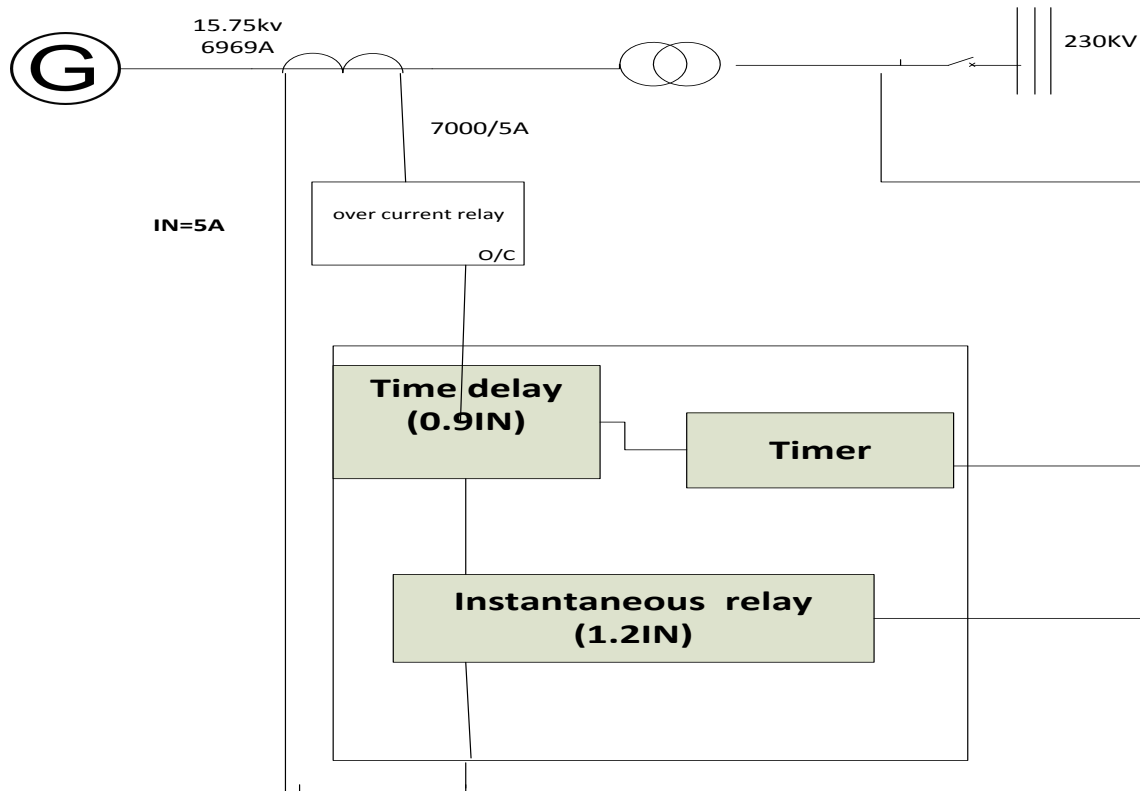 15.75kv
6969A
G
230KV
7000/5A
IN=5A
over current relay
O/C
Time delay
(0.9IN)
Timer
Instantaneous relay
(1.2IN)